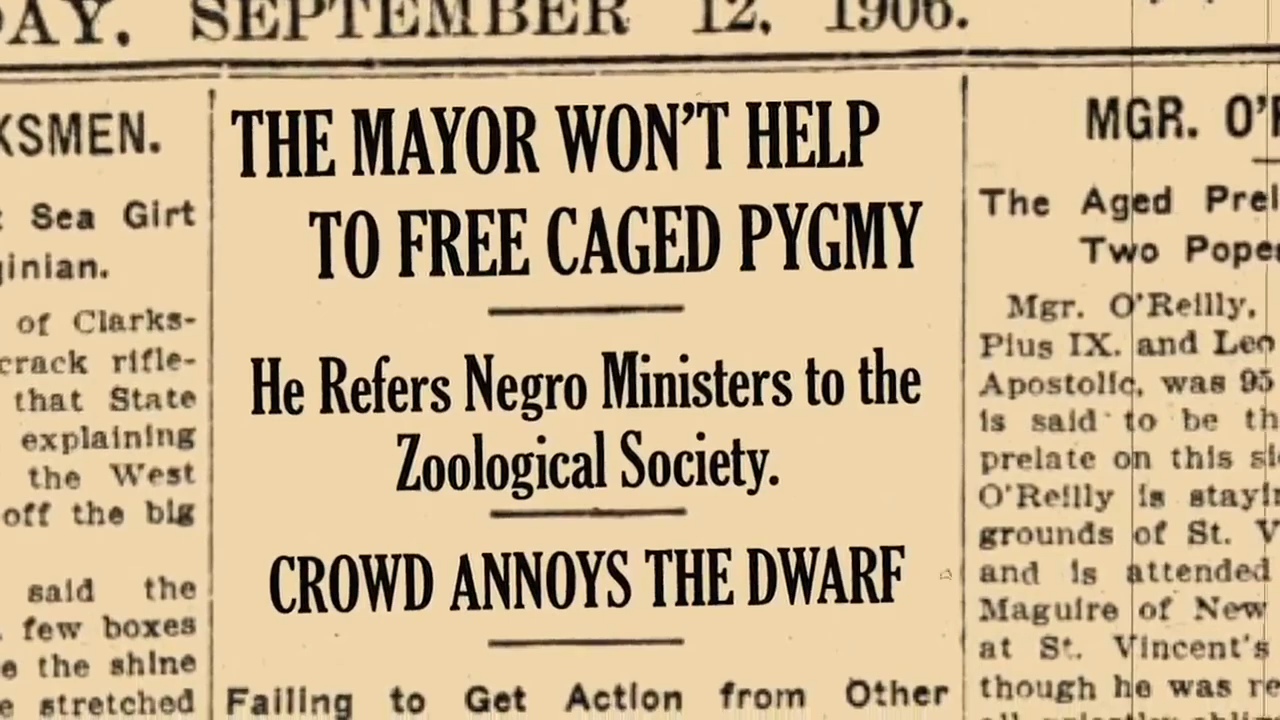 DAY, SEPTEMBER 12, 1906.
KSMEN.
Sea Girt
ginian.
of Clarks-
crack rifle-
that State
explaining
the West
off the big
said the
few boxes
the shine
stretched
THE MAYOR WON'T HELP
TO FREE CAGED PYGMY
He Refers Negro Ministers to the
Zoological Society.
CROWD ANNOYS THE DWARF
Failing to Get Action from Other
MGR. O'
The Aged Prel
Two Pope
Mgr. O'Reilly,
Pius IX. and Leo
Apostolic, was 95
is said to be th
prelate on this si
O'Reilly is stayin
grounds of St. V
and is attended
Maguire of New
at St. Vincent's
though he was re